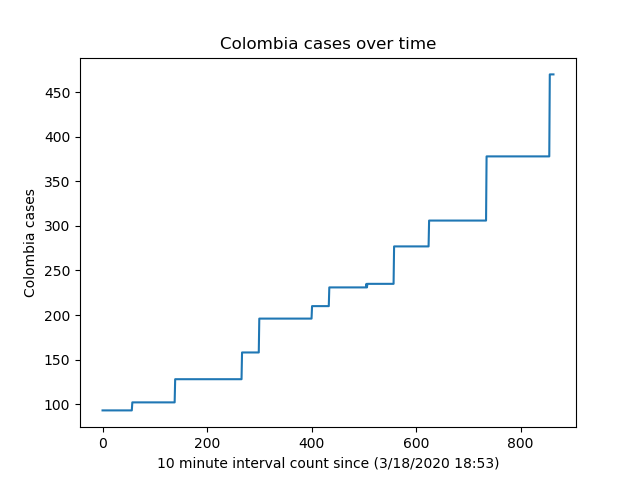 Colombia cases over time
Colombia cases
450
400
350
300
250
200
150
100
0 200 400 600 800
10 minute interval count since (3/18/2020 18:53)